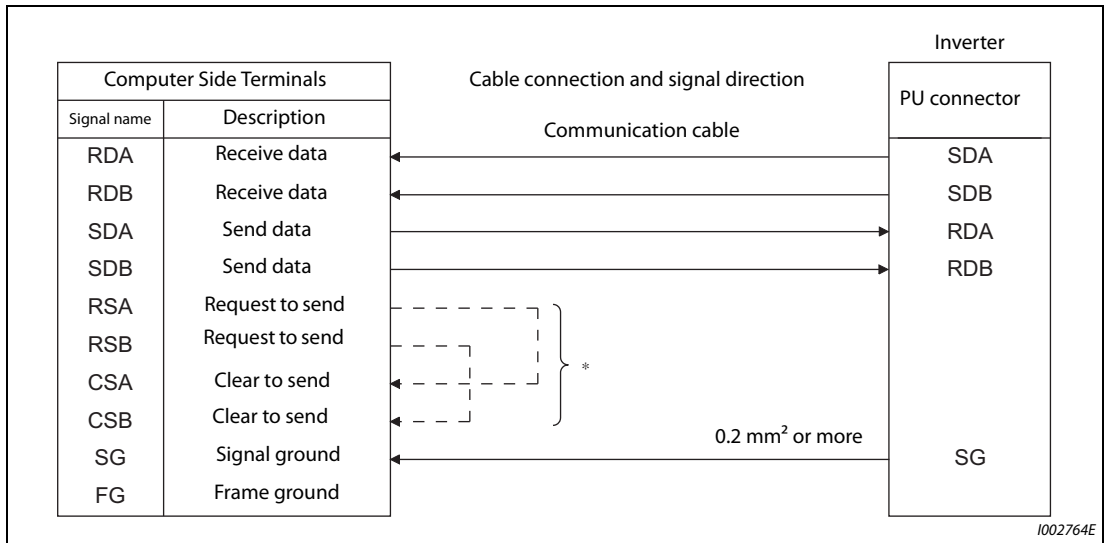 Inverter
Computer Side Terminals
Cable connection and signal direction
PU connector
Signal name
Description
Communication cable
RDA
Receive data
SDA
RDB
Receive data
SDB
SDA
Send data
RDA
SDB
Send data
RDB
RSA
Request to send
RSB
Request to send
*
CSA
Clear to send
CSB
Clear to send
0.2 mm² or more
SG
Signal ground
SG
FG
Frame ground
I002764E